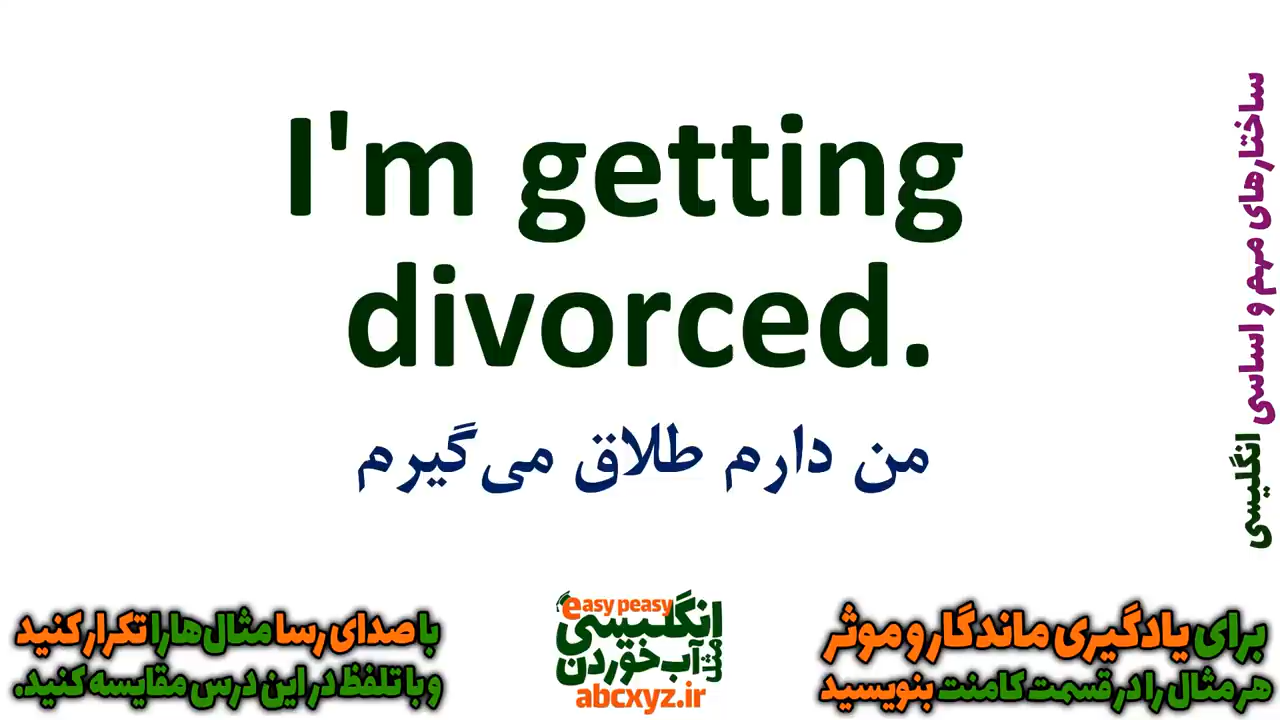 I'm getting
divorced.
من دارم طلاق می‌گیرم
ساختارهای مهم و اساسی انگلیسی
برای یادگیری ماندگار و موثر
هر مثال را در قسمت کامنت بنویسید
easy peasy
انگلیسی
مثل آب خوردن
abcxyz.ir
با صدای رسا مثال‌ها را تکرار کنید
و با تلفظ در این درس مقایسه کنید.